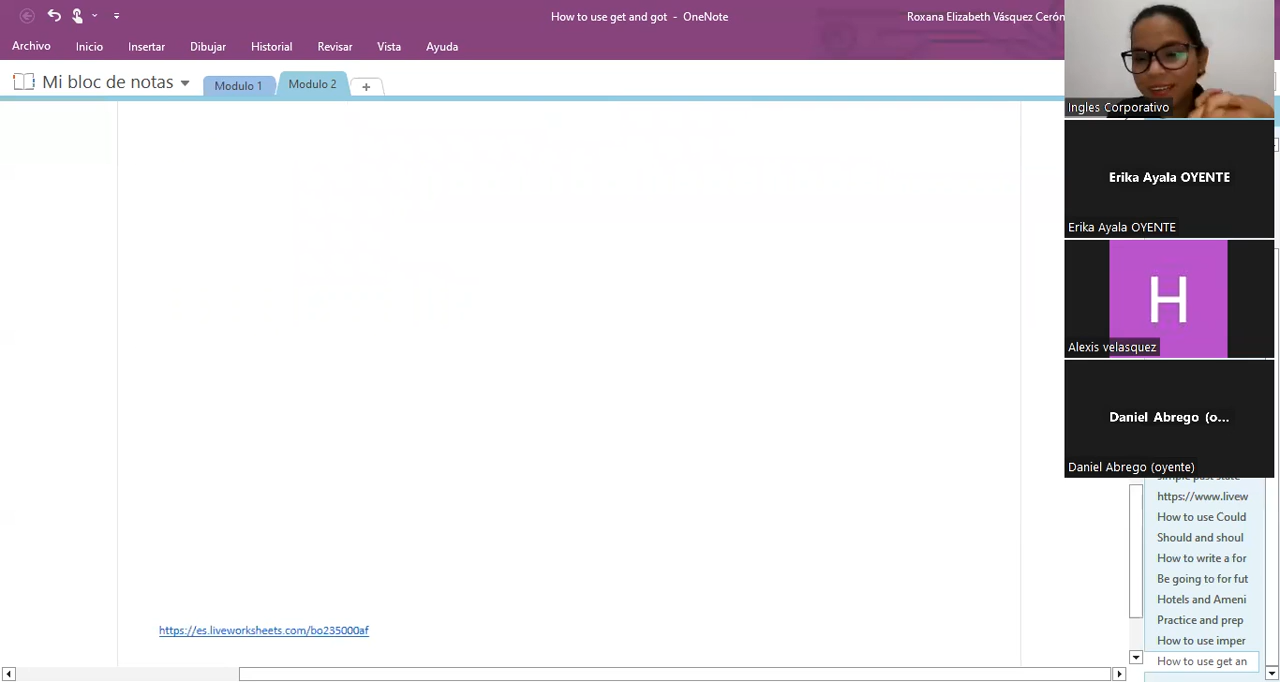 How to use get and got - OneNote
Roxana Elizabeth Vásquez Cerón
Archivo
Inicio
Insertar
Dibujar
Historial
Revisar
Vista
Ayuda
Mi bloc de notas
Modulo 1
Modulo 2
+
Ingles Corporativo
Erika Ayala OYENTE
Erika Ayala OYENTE
H
Alexis velasquez
Daniel Abrego (o...
Daniel Abrego (oyente)
simple past state
https://www.livew
How to use Could
Should and shoul
How to write a for
Be going to for fut
Hotels and Ameni
Practice and prep
How to use imper
How to use get an
https://es.liveworksheets.com/bo235000af